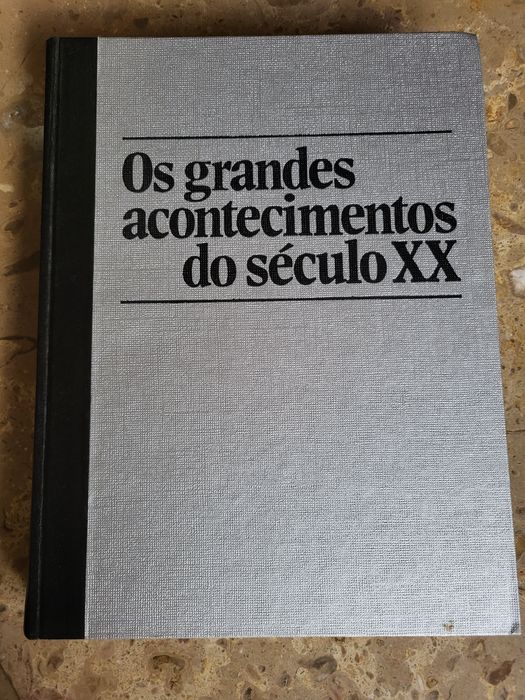 Os grandes
acontecimentos
do século XX